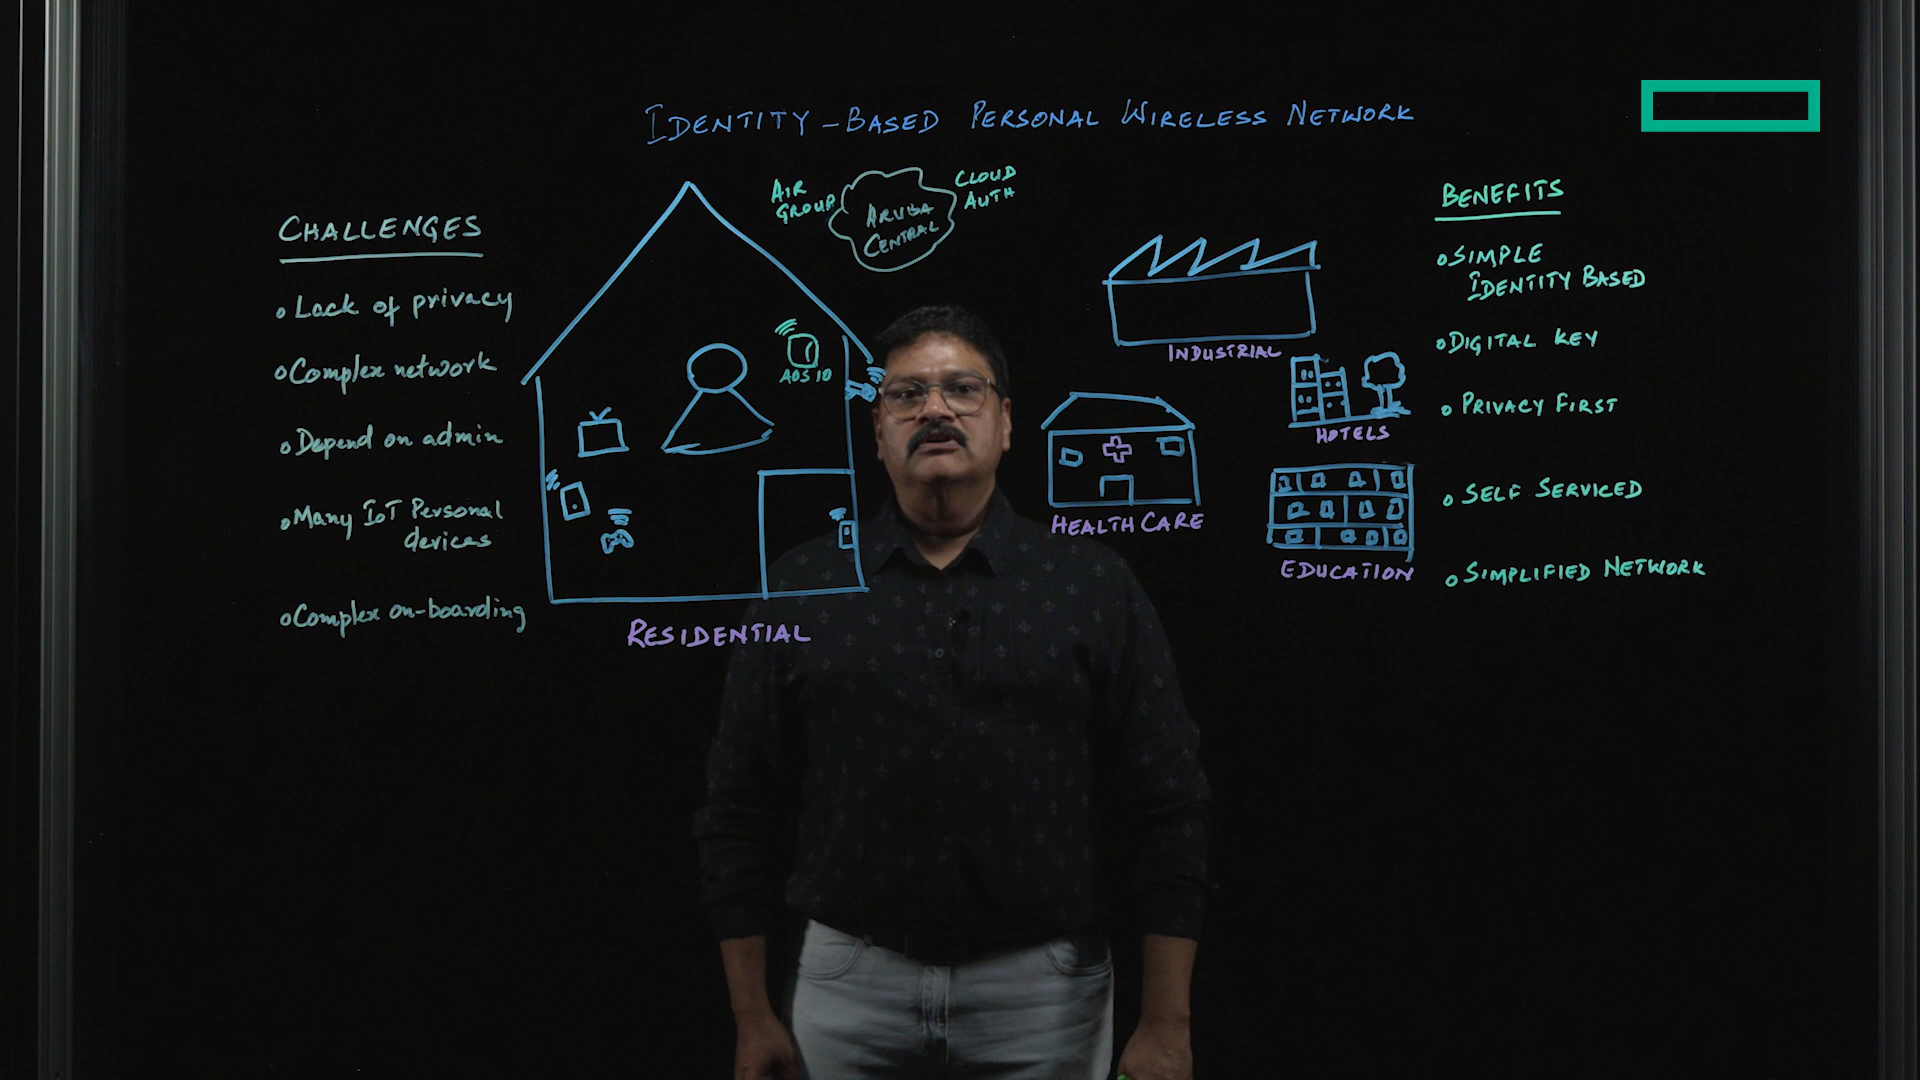 IDENTITY-BASED PERSONAL WIRELESS NETWORK
CHALLENGES
Lack of privacy
Complex network
Depend on admin
Many IoT Personal
devices
Complex on-boarding
AIR
GROUP
ARUBA
CENTRAL
CLOUD
AUTH
AOS 10
RESIDENTIAL
INDUSTRIAL
HOTELS
HEALTH CARE
EDUCATION
BENEFITS
SIMPLE
IDENTITY BASED
DIGITAL KEY
PRIVACY FIRST
SELF SERVICED
SIMPLIFIED NETWORK